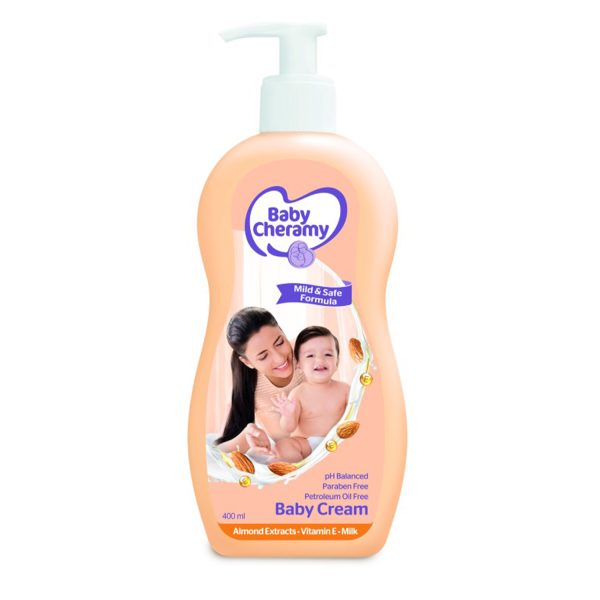 Baby
Cheramy
Mild & Safe
Formula
pH Balanced
Paraben Free
Petroleum Oil Free
400 ml
Baby Cream
Almond Extracts - Vitamin E - Milk